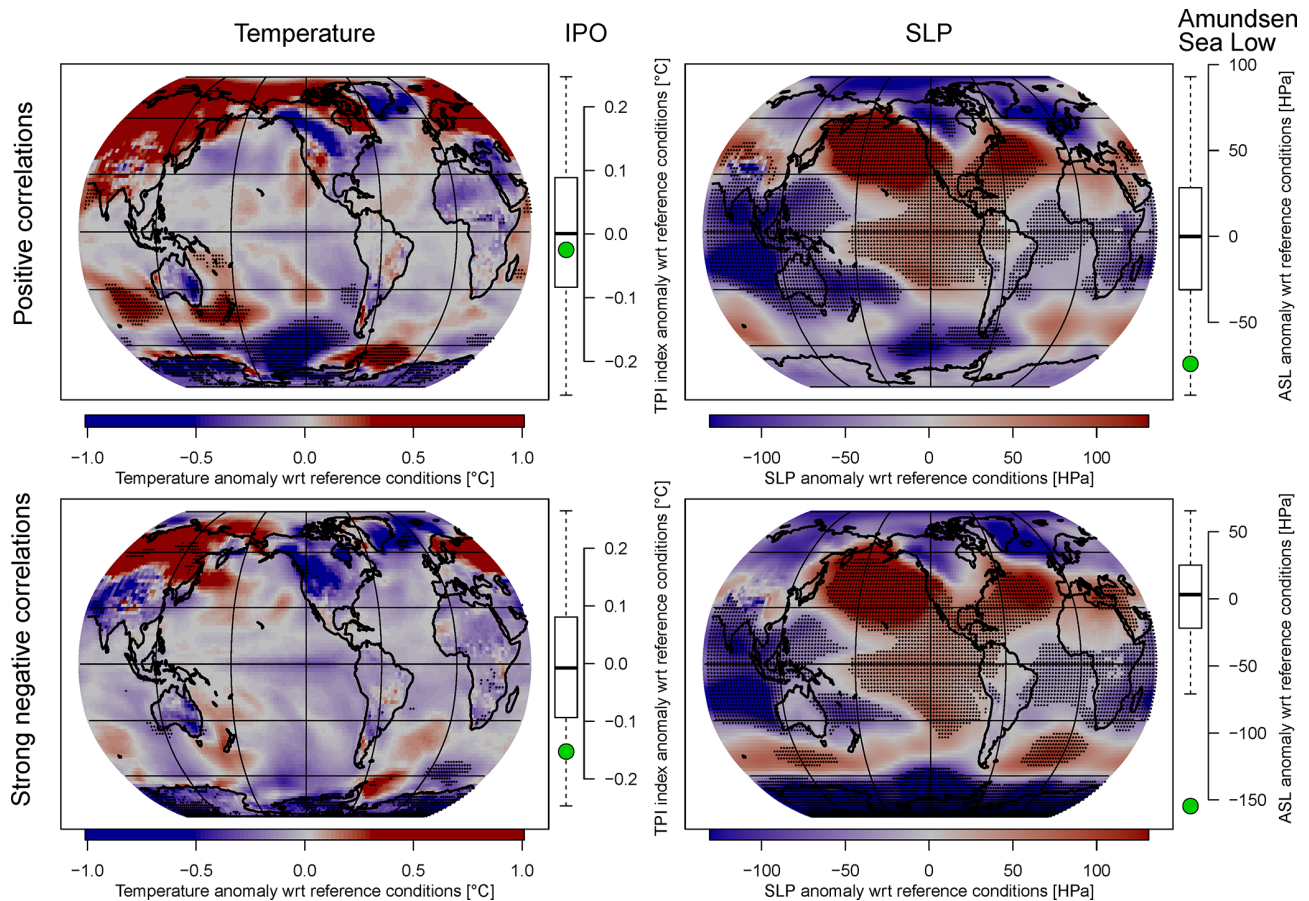 Temperature
IPO
SLP
Amundsen
Sea Low
Positive correlations
0.2
0.1
0.0
−0.1
−0.2
TPI index anomaly wrt reference conditions [°C]
100
50
0
−50
ASL anomaly wrt reference conditions [HPa]
−1.0 −0.5 0.0 0.5 1.0
Temperature anomaly wrt reference conditions [°C]
−100 −50 0 50 100
SLP anomaly wrt reference conditions [HPa]
Strong negative correlations
0.2
0.1
0.0
−0.1
−0.2
TPI index anomaly wrt reference conditions [°C]
50
0
−50
−100
−150
ASL anomaly wrt reference conditions [HPa]
−1.0 −0.5 0.0 0.5 1.0
Temperature anomaly wrt reference conditions [°C]
−100 −50 0 50 100
SLP anomaly wrt reference conditions [HPa]